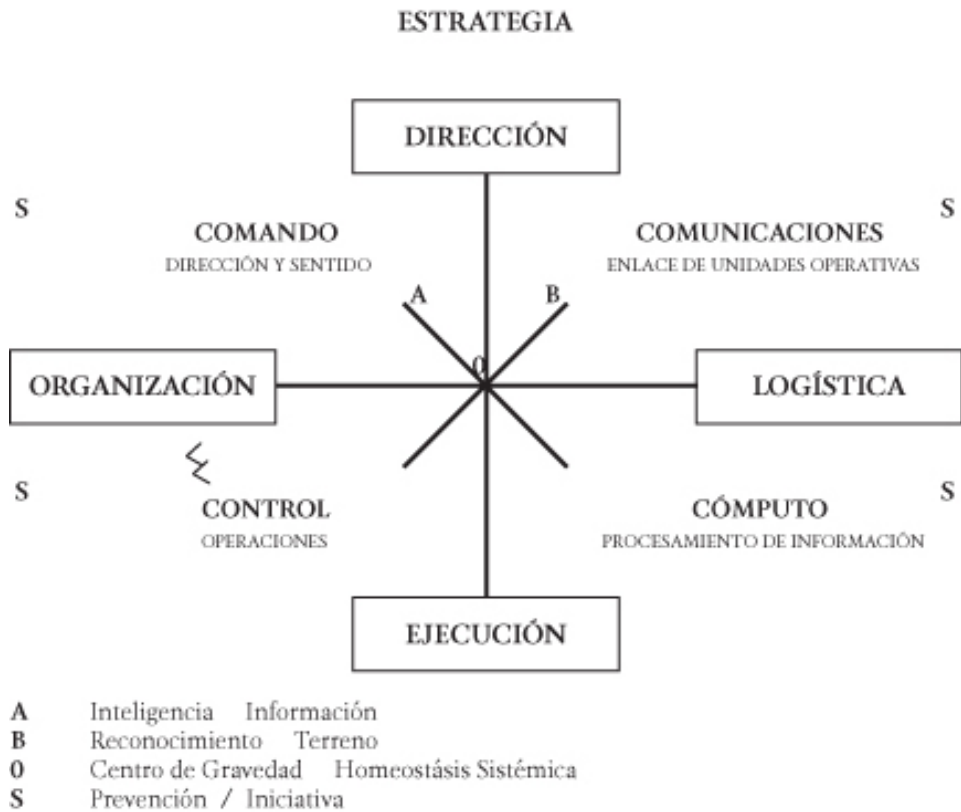 ESTRATEGIA
DIRECCIÓN
S
S
COMANDO
DIRECCIÓN Y SENTIDO
COMUNICACIONES
ENLACE DE UNIDADES OPERATIVAS
A
B
0
ORGANIZACIÓN
LOGÍSTICA
S
S
CONTROL
OPERACIONES
CÓMPUTO
PROCESAMIENTO DE INFORMACIÓN
EJECUCIÓN
A Inteligencia Información
B Reconocimiento Terreno
0 Centro de Gravedad Homeostásis Sistémica
S Prevención / Iniciativa